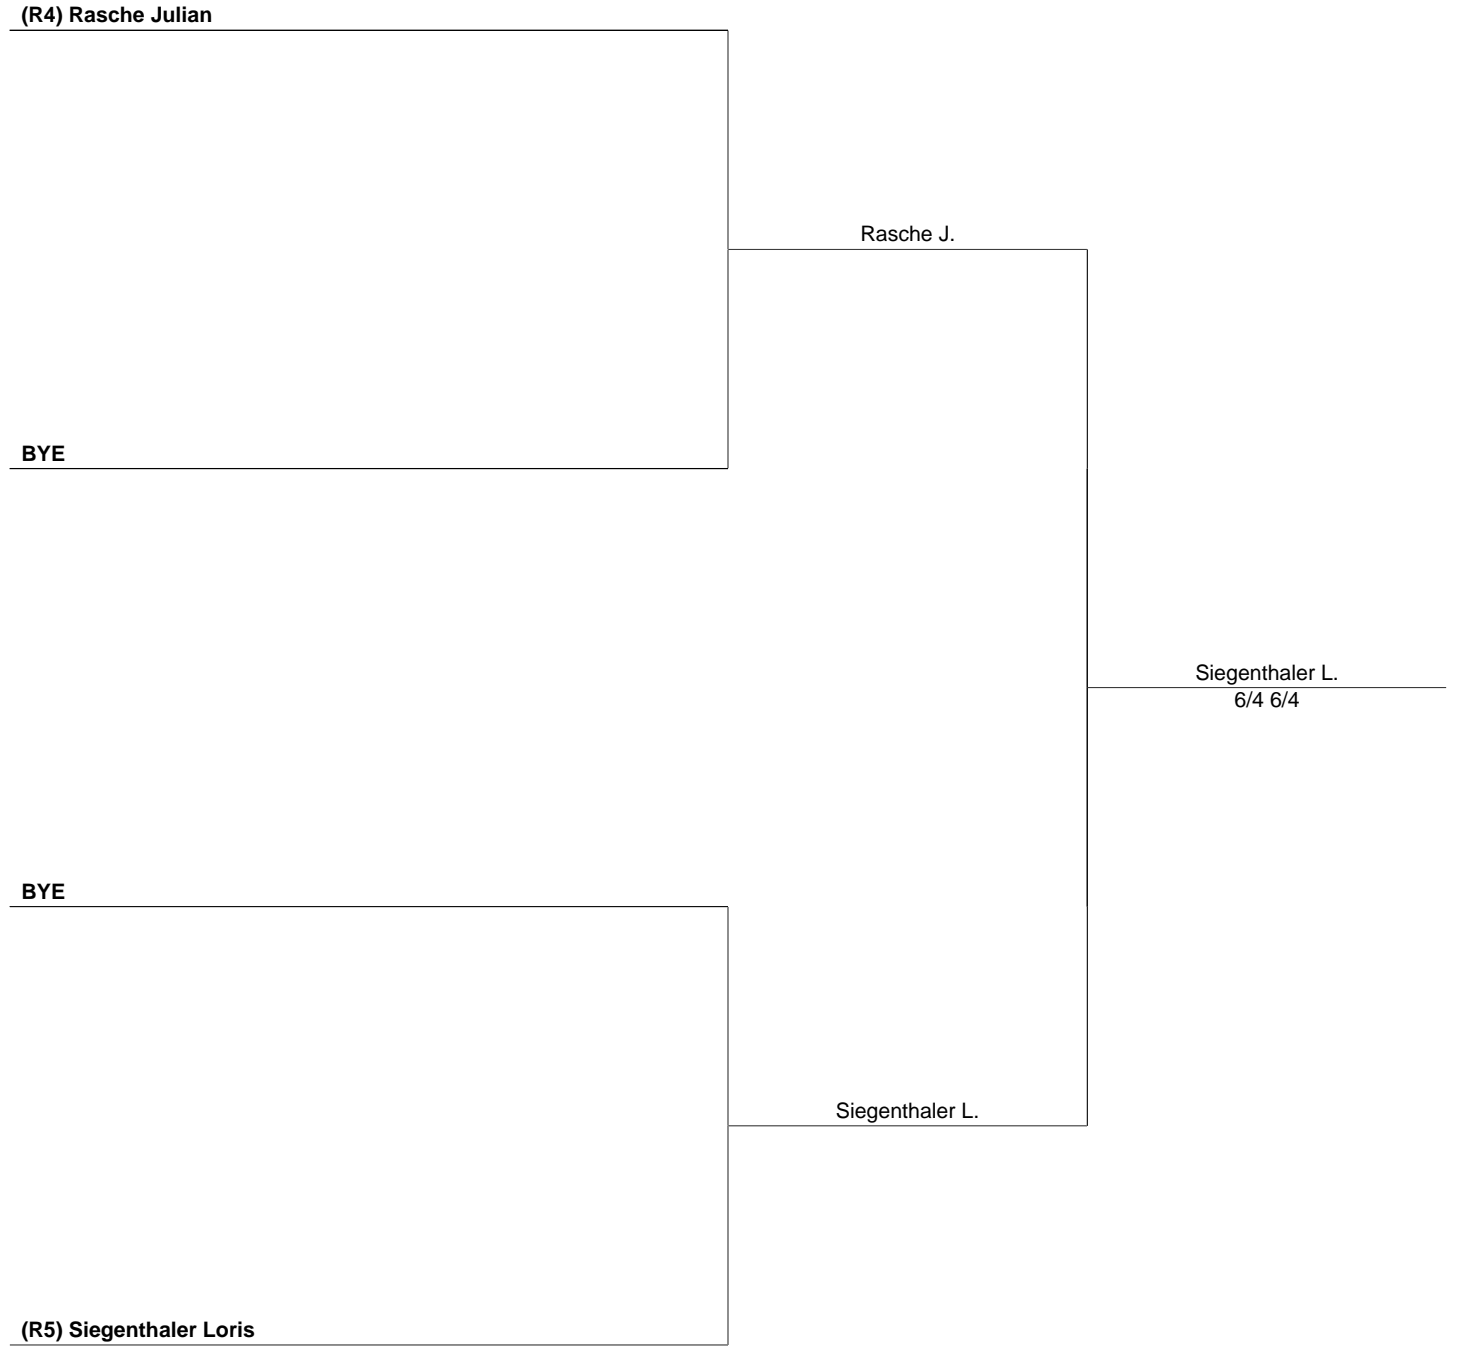 (R4) Rasche Julian
Rasche J.
BYE
Siegenthaler L.
6/4 6/4
BYE
Siegenthaler L.
(R5) Siegenthaler Loris